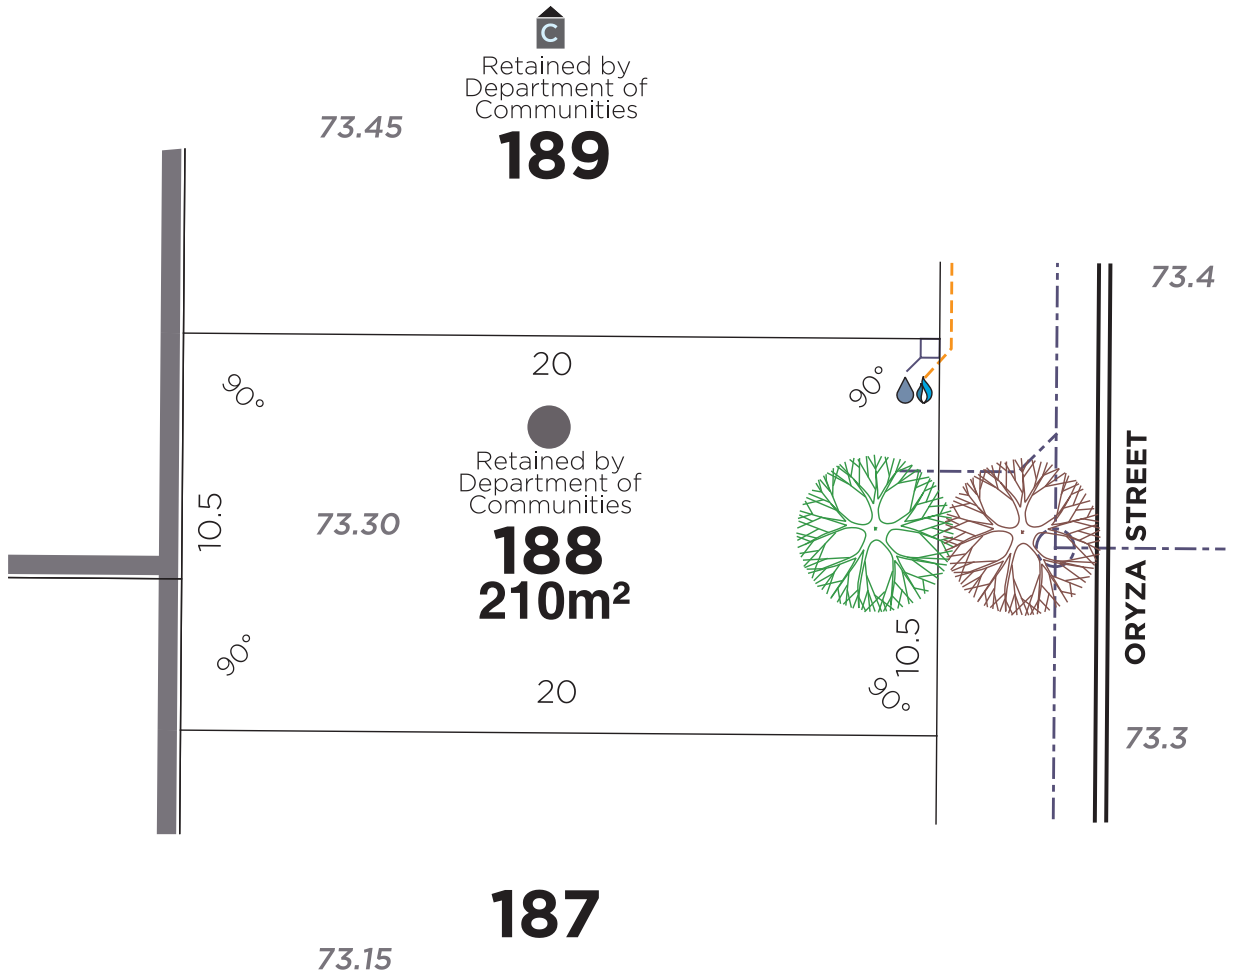 C
Retained by
Department of
Communities
73.45
189
73.4
20
90°
90°
Retained by
Department of
Communities
10.5
73.30
188
210m²
ORYZA STREET
10.5
90°
20
90°
73.3
187
73.15